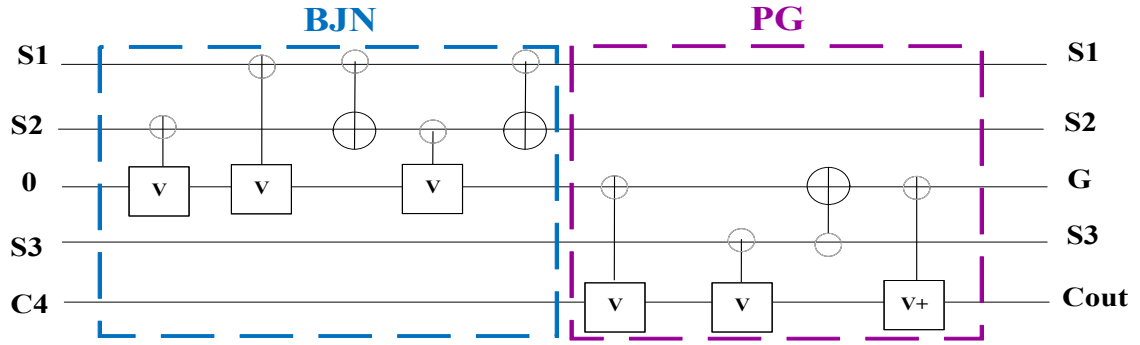 BJN PG
S1 S1
S2 S2
V V V
0 G
S3 S3
V V V+
C4 Cout